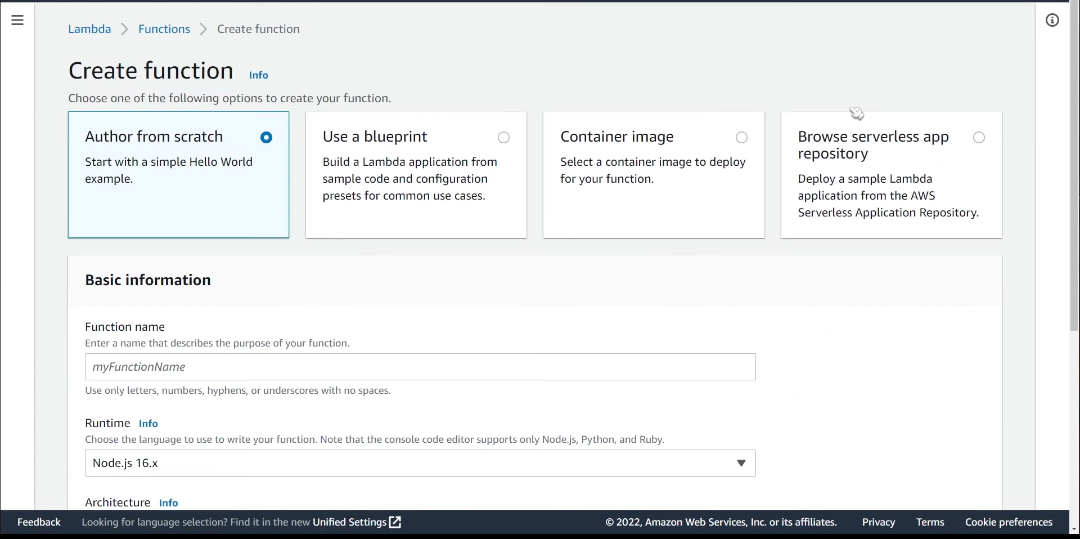 Lambda > Functions > Create function
Create function Info
Choose one of the following options to create your function.
Author from scratch
Start with a simple Hello World
example.
Use a blueprint
Build a Lambda application from
sample code and configuration
presets for common use cases.
Container image
Select a container image to deploy
for your function.
Browse serverless app
repository
Deploy a sample Lambda
application from the AWS
Serverless Application Repository.
Basic information
Function name
Enter a name that describes the purpose of your function.
myFunctionName
Use only letters, numbers, hyphens, or underscores with no spaces.
Runtime Info
Choose the language to use to write your function. Note that the console code editor supports only Node.js, Python, and Ruby.
Node.js 16.x
Architecture Info
Feedback Looking for language selection? Find it in the new Unified Settings © 2022, Amazon Web Services, Inc. or its affiliates. Privacy Terms Cookie preferences